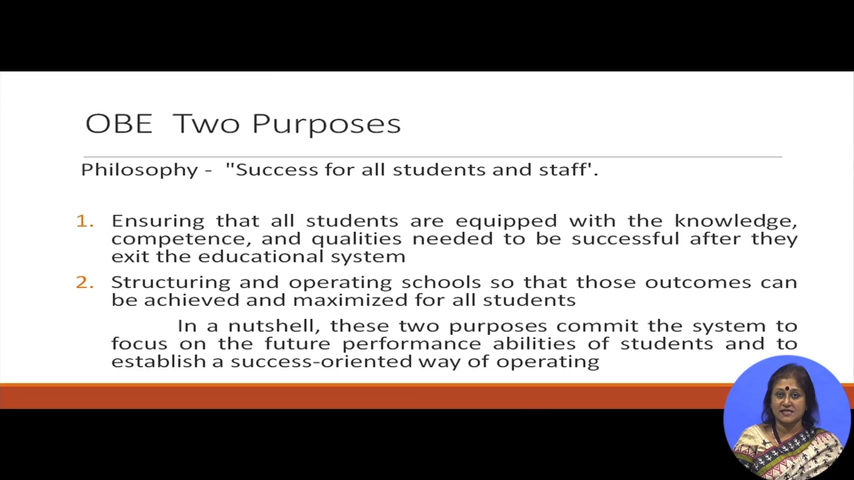 OBE Two Purposes
Philosophy - "Success for all students and staff'.
1. Ensuring that all students are equipped with the knowledge,
competence, and qualities needed to be successful after they
exit the educational system
2. Structuring and operating schools so that those outcomes can
be achieved and maximized for all students
In a nutshell, these two purposes commit the system to
focus on the future performance abilities of students and to
establish a success-oriented way of operating